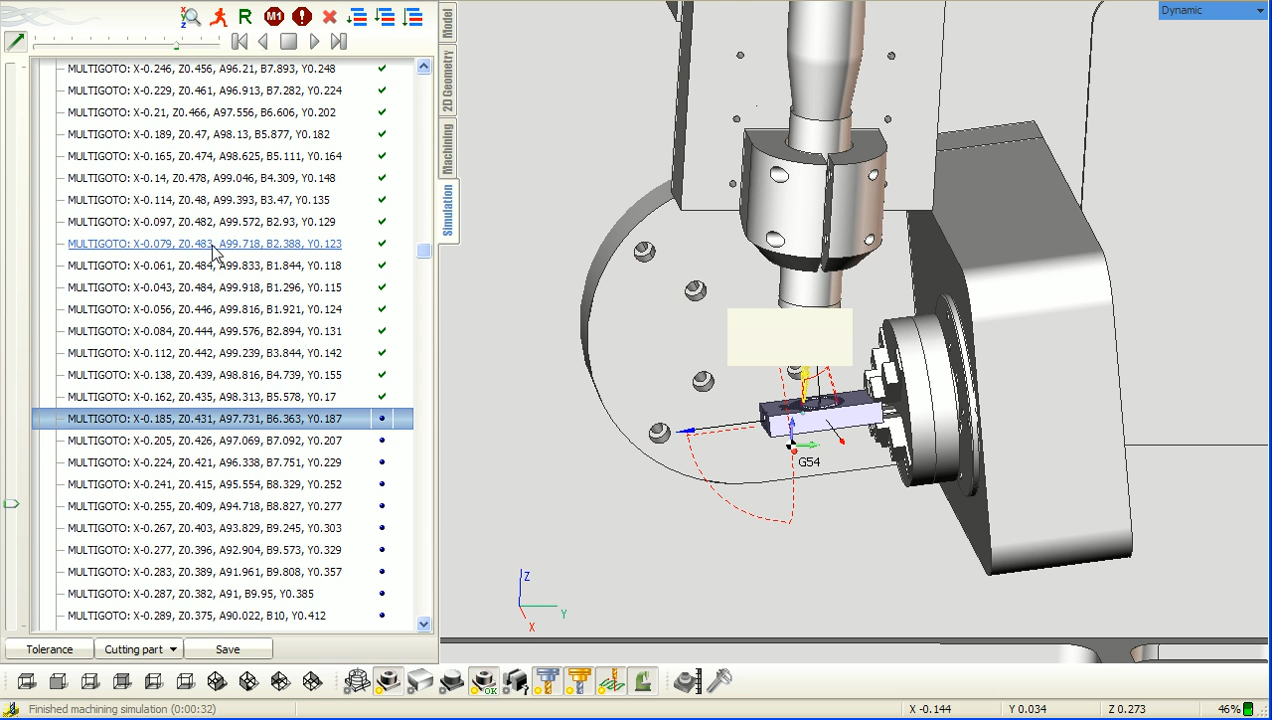 R M1
Dynamic
Model
2D Geometry
Machining
Simulation
MULTIGOTO: X-0.246, Z0.456, A96.21, B7.893, Y0.248
MULTIGOTO: X-0.229, Z0.461, A96.913, B7.282, Y0.224
MULTIGOTO: X-0.21, Z0.466, A97.556, B6.606, Y0.202
MULTIGOTO: X-0.189, Z0.47, A98.13, B5.877, Y0.182
MULTIGOTO: X-0.165, Z0.474, A98.625, B5.111, Y0.164
MULTIGOTO: X-0.14, Z0.478, A99.046, B4.309, Y0.148
MULTIGOTO: X-0.114, Z0.48, A99.393, B3.47, Y0.135
MULTIGOTO: X-0.097, Z0.482, A99.572, B2.93, Y0.129
MULTIGOTO: X-0.079, Z0.483, A99.718, B2.388, Y0.123
MULTIGOTO: X-0.061, Z0.484, A99.833, B1.844, Y0.118
MULTIGOTO: X-0.043, Z0.484, A99.918, B1.296, Y0.115
MULTIGOTO: X-0.056, Z0.446, A99.816, B1.921, Y0.124
MULTIGOTO: X-0.084, Z0.444, A99.576, B2.894, Y0.131
MULTIGOTO: X-0.112, Z0.442, A99.239, B3.844, Y0.142
MULTIGOTO: X-0.138, Z0.439, A98.816, B4.739, Y0.155
MULTIGOTO: X-0.162, Z0.435, A98.313, B5.578, Y0.17
MULTIGOTO: X-0.185, Z0.431, A97.731, B6.363, Y0.187
MULTIGOTO: X-0.205, Z0.426, A97.069, B7.092, Y0.207
MULTIGOTO: X-0.224, Z0.421, A96.338, B7.751, Y0.229
MULTIGOTO: X-0.241, Z0.415, A95.554, B8.329, Y0.252
MULTIGOTO: X-0.255, Z0.409, A94.718, B8.827, Y0.277
MULTIGOTO: X-0.267, Z0.403, A93.829, B9.245, Y0.303
MULTIGOTO: X-0.277, Z0.396, A92.904, B9.573, Y0.329
MULTIGOTO: X-0.283, Z0.389, A91.961, B9.808, Y0.357
MULTIGOTO: X-0.287, Z0.382, A91, B9.95, Y0.385
MULTIGOTO: X-0.289, Z0.375, A90.022, B10, Y0.412
G54
Z
Y
X
Tolerance Cutting part Save
OK
Finished machining simulation (0:00:32) X -0.144 Y 0.034 Z 0.273 46%